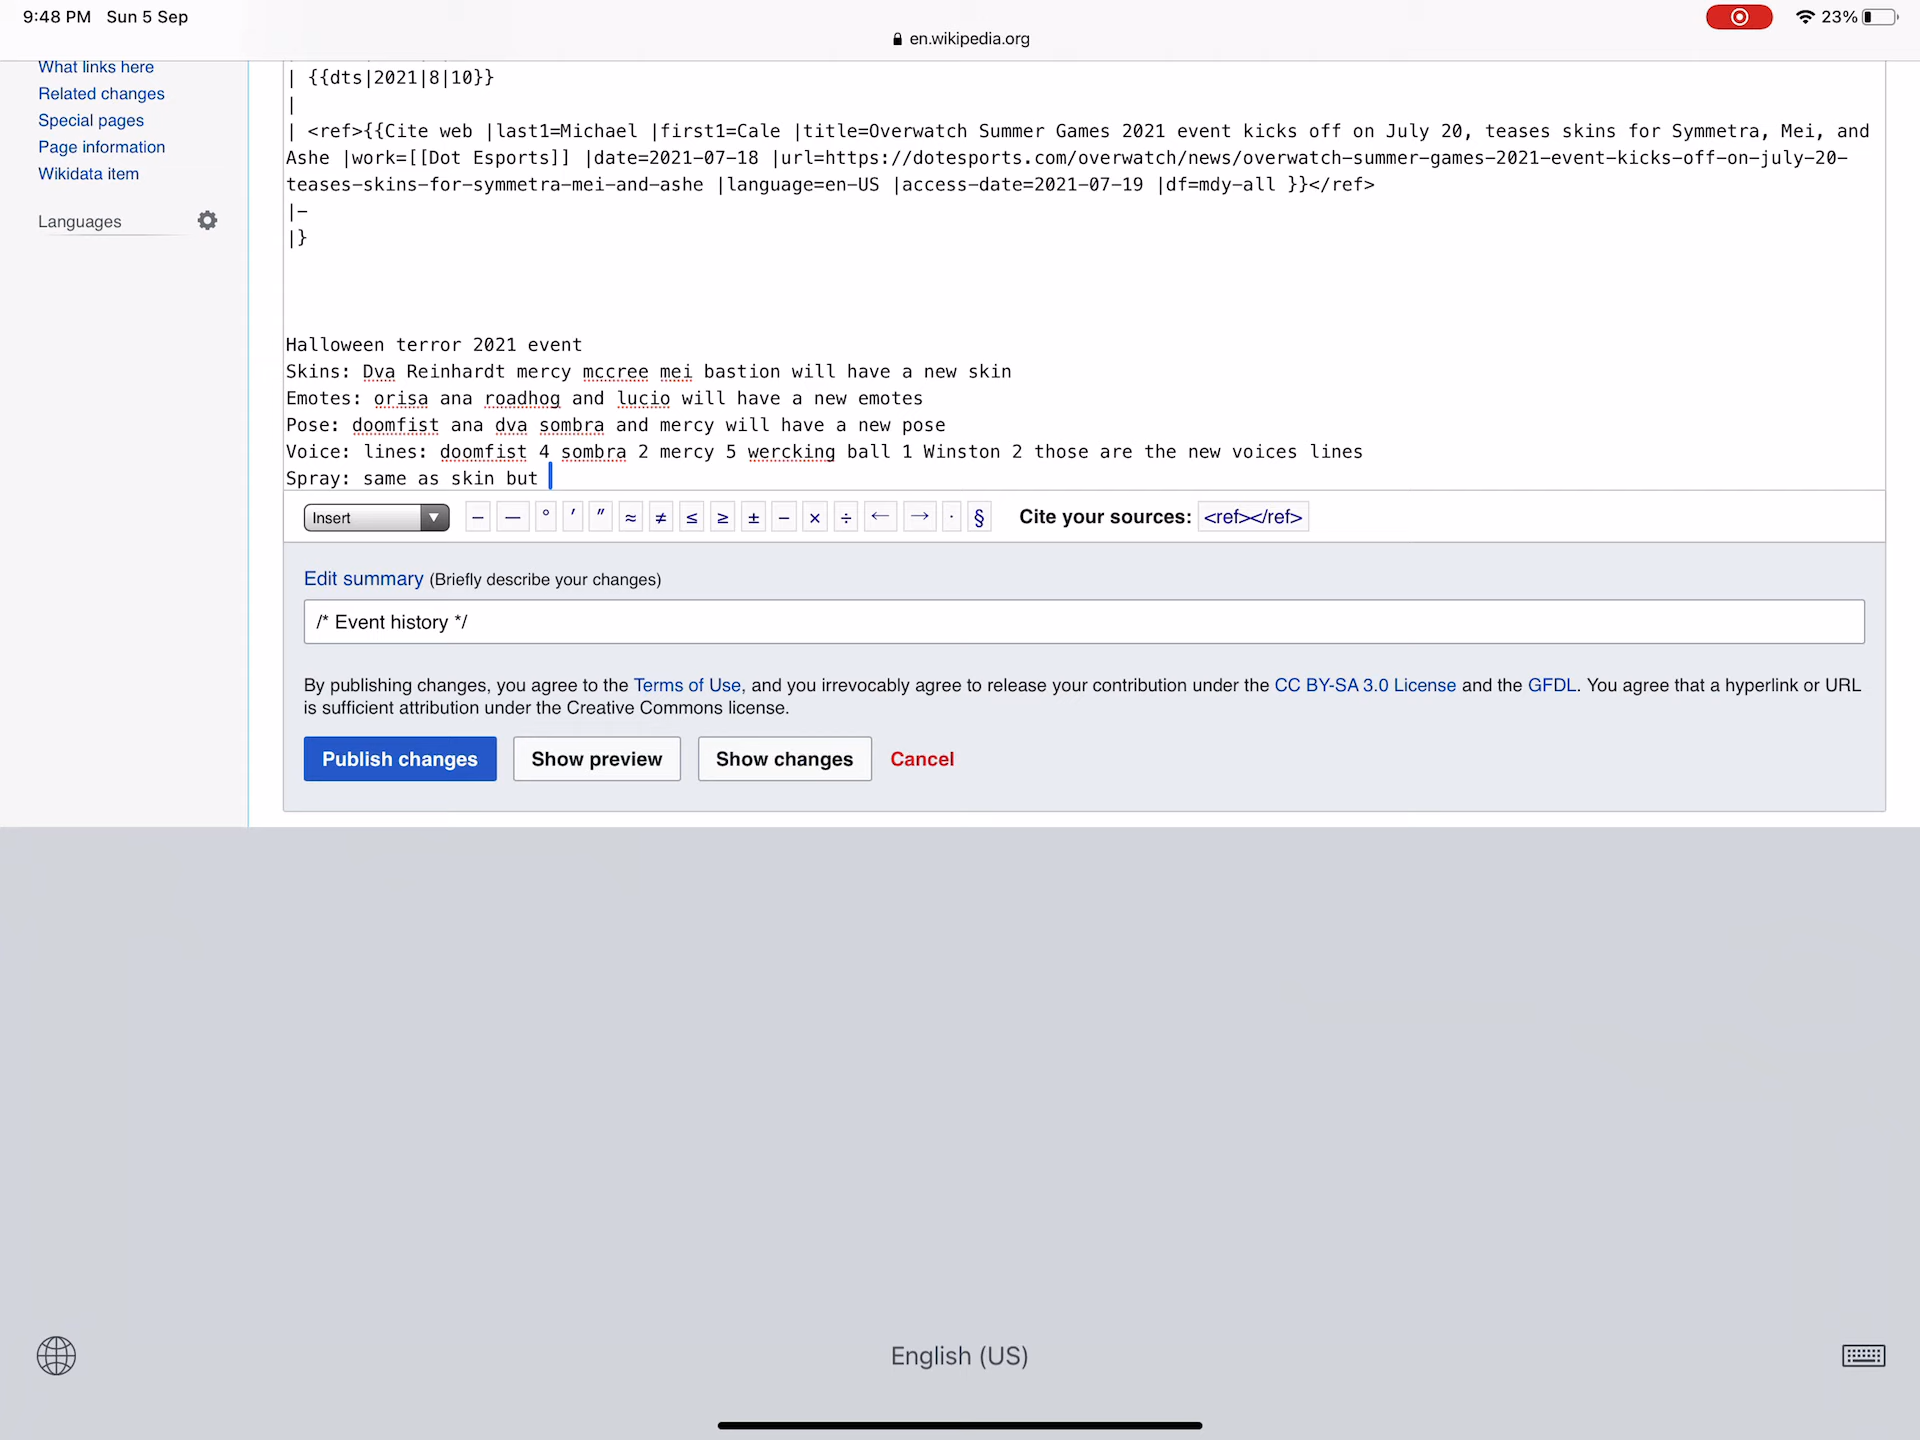 9:48 PM Sun 5 Sep
23%
en.wikipedia.org
What links here
Related changes
Special pages
Page information
Wikidata item
Languages
| {{dts|2021|8|10}}
|
| <ref>{{Cite web |last1=Michael |first1=Cale |title=Overwatch Summer Games 2021 event kicks off on July 20, teases skins for Symmetra, Mei, and
Ashe |work=[[Dot Esports]] |date=2021-07-18 |url=https://dotesports.com/overwatch/news/overwatch-summer-games-2021-event-kicks-off-on-july-20-
teases-skins-for-symmetra-mei-and-ashe |language=en-US |access-date=2021-07-19 |df=mdy-all }}</ref>
|-
|}
Halloween terror 2021 event
Skins: Dva Reinhardt mercy mccree mei bastion will have a new skin
Emotes: orisa ana roadhog and lucio will have a new emotes
Pose: doomfist ana dva sombra and mercy will have a new pose
Voice: lines: doomfist 4 sombra 2 mercy 5 wercking ball 1 Winston 2 those are the new voices lines
Spray: same as skin but
Insert – — ° ′ ″ ≈ ≠ ≤ ≥ ± − × ÷ ← → · § Cite your sources: <ref></ref>
Edit summary (Briefly describe your changes)
/* Event history */
By publishing changes, you agree to the Terms of Use, and you irrevocably agree to release your contribution under the CC BY-SA 3.0 License and the GFDL. You agree that a hyperlink or URL
is sufficient attribution under the Creative Commons license.
Publish changes Show preview Show changes Cancel
English (US)